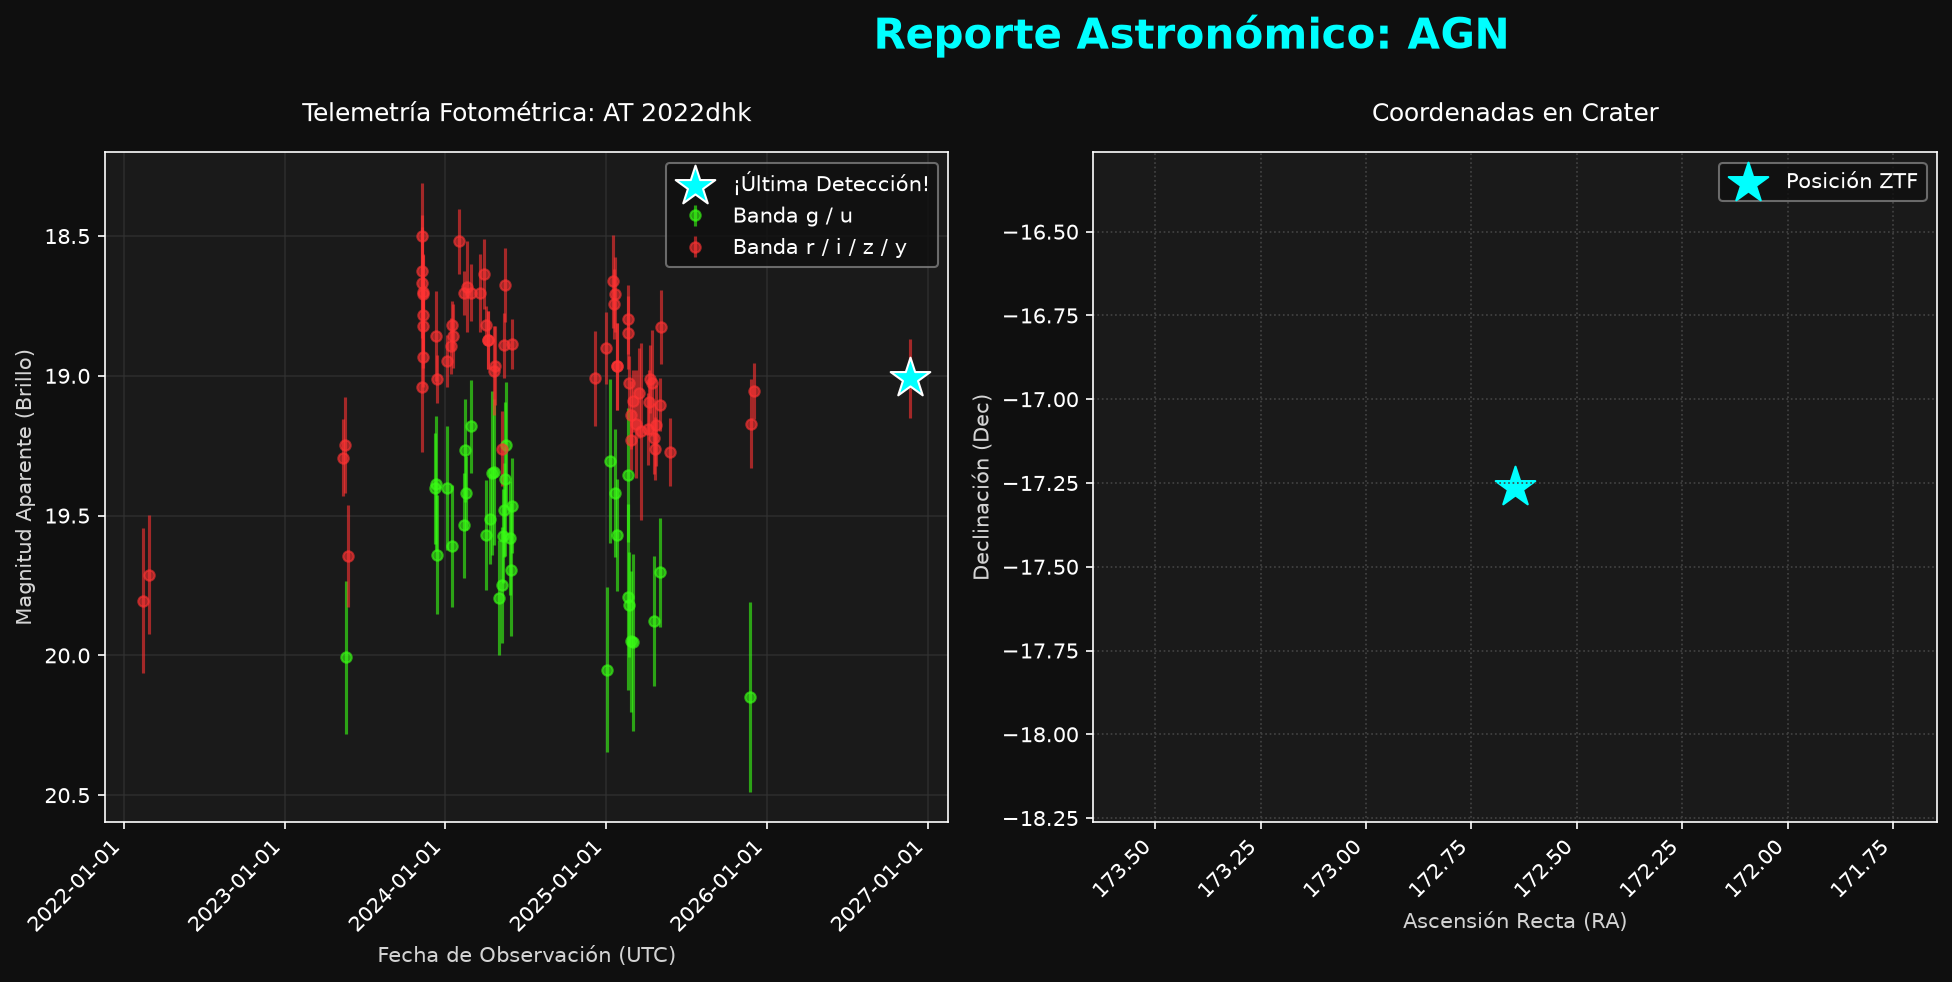 Reporte Astronómico: AGN
Telemetría Fotométrica: AT 2022dhk
¡Última Detección!
Banda g / u
Banda r / i / z / y
Magnitud Aparente (Brillo)
18.5
19.0
19.5
20.0
20.5
2022-01-01
2023-01-01
2024-01-01
2025-01-01
2026-01-01
2027-01-01
Fecha de Observación (UTC)
Coordenadas en Crater
Posición ZTF
Declinación (Dec)
−16.50
−16.75
−17.00
−17.25
−17.50
−17.75
−18.00
−18.25
173.50
173.25
173.00
172.75
172.50
172.25
172.00
171.75
Ascensión Recta (RA)